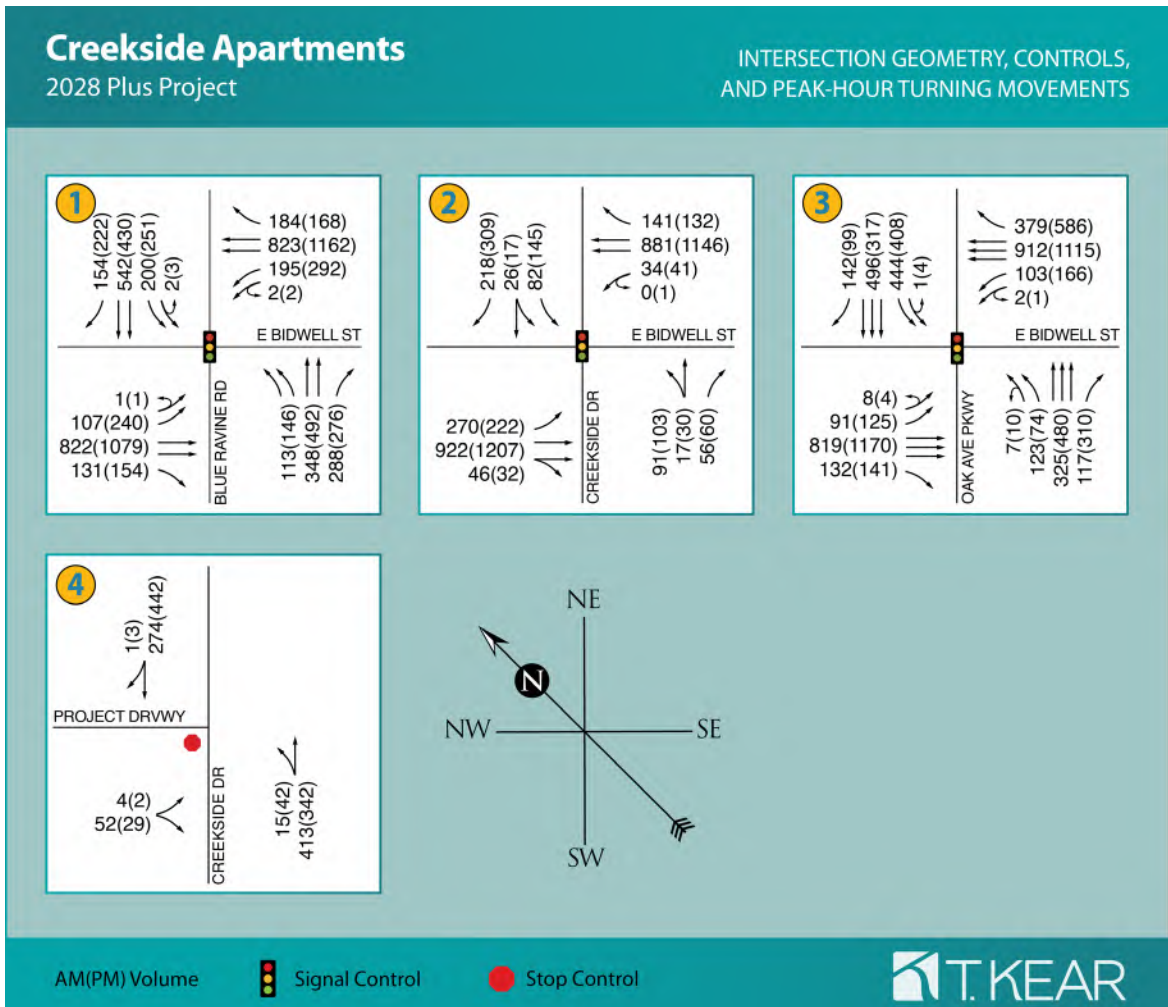 Creekside Apartments
2028 Plus Project
INTERSECTION GEOMETRY, CONTROLS,
AND PEAK-HOUR TURNING MOVEMENTS
1
154(222)
542(430)
200(251)
2(3)
184(168)
823(1162)
195(292)
2(2)
E BIDWELL ST
BLUE RAVINE RD
1(1)
107(240)
822(1079)
131(154)
113(146)
348(492)
288(276)
2
218(309)
26(17)
82(145)
141(132)
881(1146)
34(41)
0(1)
E BIDWELL ST
CREEKSIDE DR
270(222)
922(1207)
46(32)
91(103)
17(30)
56(60)
3
142(99)
496(317)
444(408)
1(4)
379(586)
912(1115)
103(166)
2(1)
E BIDWELL ST
OAK AVE PKWY
8(4)
91(125)
819(1170)
132(141)
7(10)
123(74)
325(480)
117(310)
4
1(3)
274(442)
PROJECT DRVWY
CREEKSIDE DR
4(2)
52(29)
15(42)
413(342)
NE
N
NW
SE
SW
AM(PM) Volume
Signal Control
Stop Control
T. KEAR